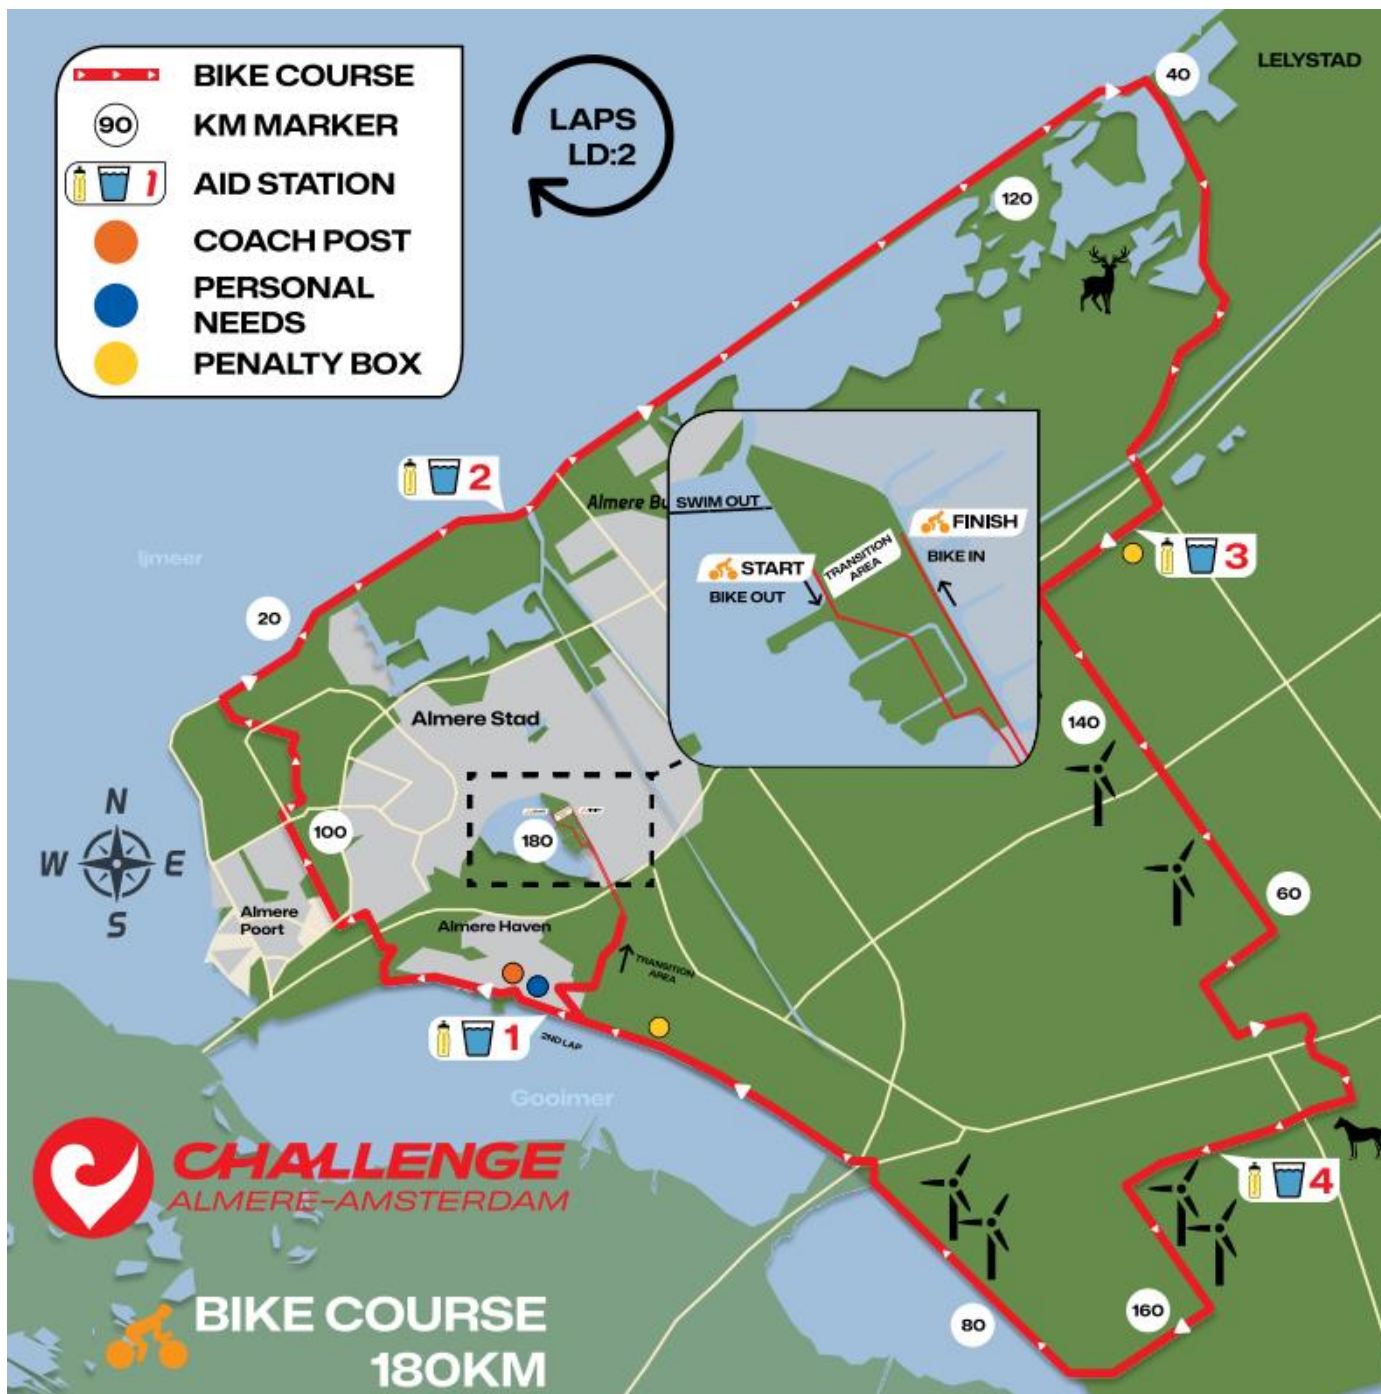 BIKE COURSE
90
KM MARKER
1
AID STATION
COACH POST
PERSONAL
NEEDS
PENALTY BOX
LAPS
LD:2
40
LELYSTAD
120
2
Almere Bu
SWIM OUT
FINISH
START
TRANSITION
AREA
BIKE IN
BIKE OUT
3
Ijmeer
20
Almere Stad
140
N
W E
S
100
180
60
Almere
Poort
Almere Haven
TRANSITION
AREA
1
2ND LAP
Gooimer
4
CHALLENGE
ALMERE-AMSTERDAM
160
80
BIKE COURSE
180KM